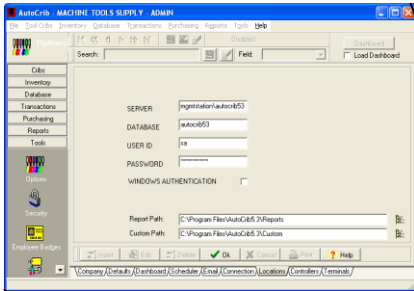 AutoCrib - MACHINE TOOLS SUPPLY - ADMIN
File Tool Cribs Inventory Database Transactions Purchasing Reports Tools Help
Options
Disabled
Dashboard
Search: Field: Load Dashboard
Cribs
Inventory
Database
Transactions
Purchasing
Reports
Tools
Options
Security
Employee Badges
SERVER mgmtstation\autocrib53
DATABASE autocrib53
USER ID sa
PASSWORD
WINDOWS AUTHENTICATION
Report Path: C:\Program Files\AutoCrib5.3\Reports
Custom Path: C:\Program Files\AutoCrib5.3\Custom
Insert Edit Delete Ok Cancel Print Help
Company Defaults Dashboard Scheduler Email Connection Locations Controllers Terminals